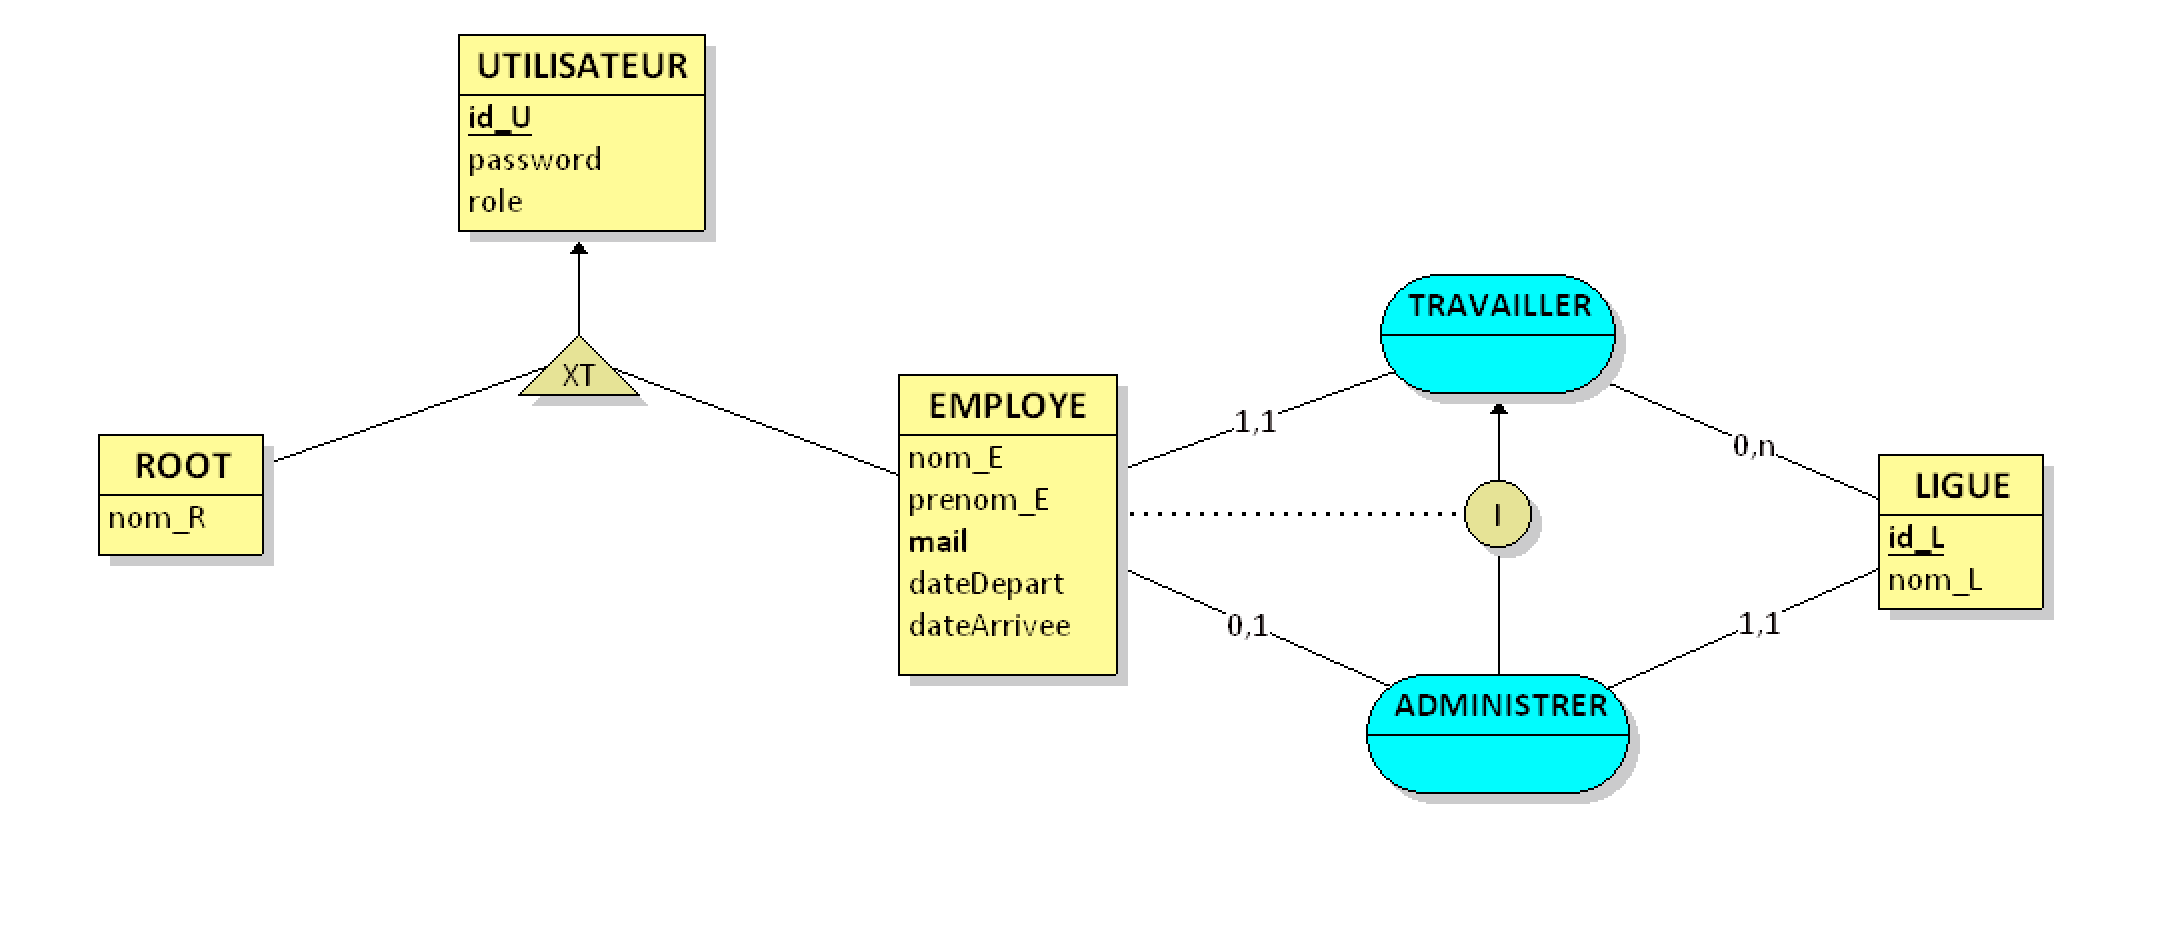 UTILISATEUR
id_U
password
role
XT
ROOT
nom_R
EMPLOYE
nom_E
prenom_E
mail
dateDepart
dateArrivee
1,1
0,1
TRAVAILLER
I
ADMINISTRER
0,n
1,1
LIGUE
id_L
nom_L